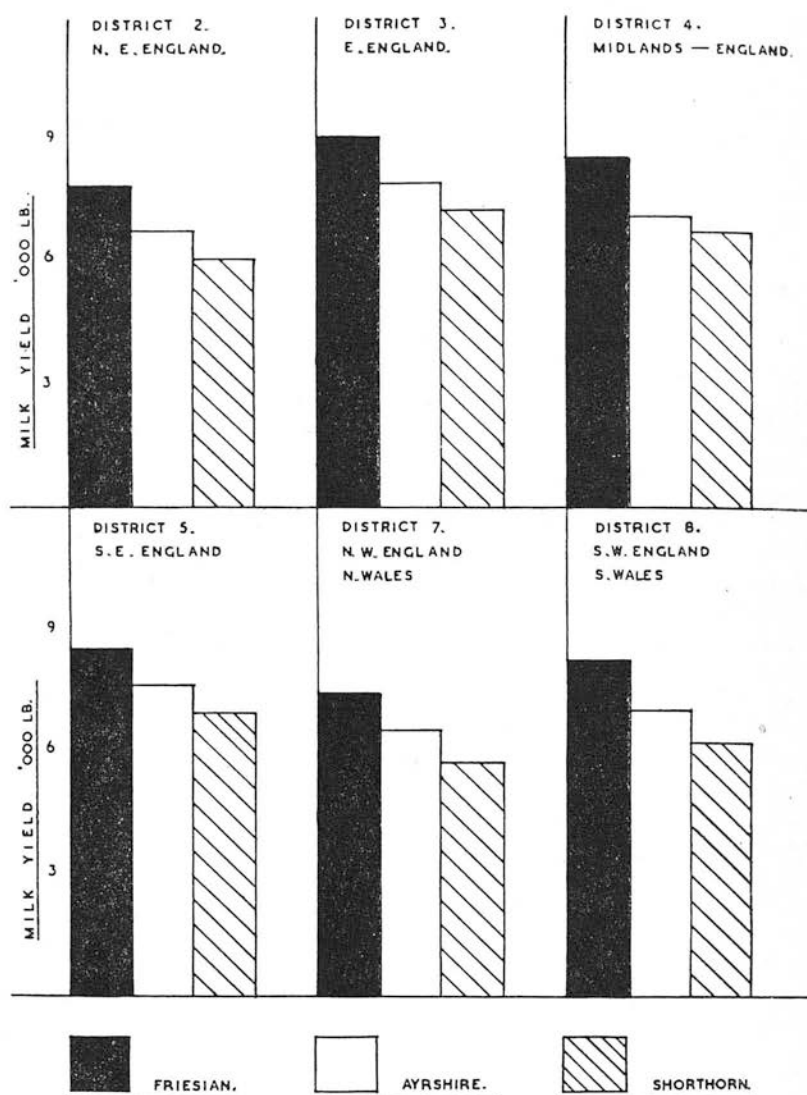 DISTRICT 2.
N. E. ENGLAND.
DISTRICT 3.
E. ENGLAND.
DISTRICT 4.
MIDLANDS — ENGLAND.
MILK YIELD '000 LB.
9
6
3
DISTRICT 5.
S.E. ENGLAND
DISTRICT 7.
N.W. ENGLAND
N. WALES
DISTRICT 8.
S.W. ENGLAND
S. WALES
MILK YIELD '000 LB.
9
6
3
FRIESIAN.
AYRSHIRE.
SHORTHORN.